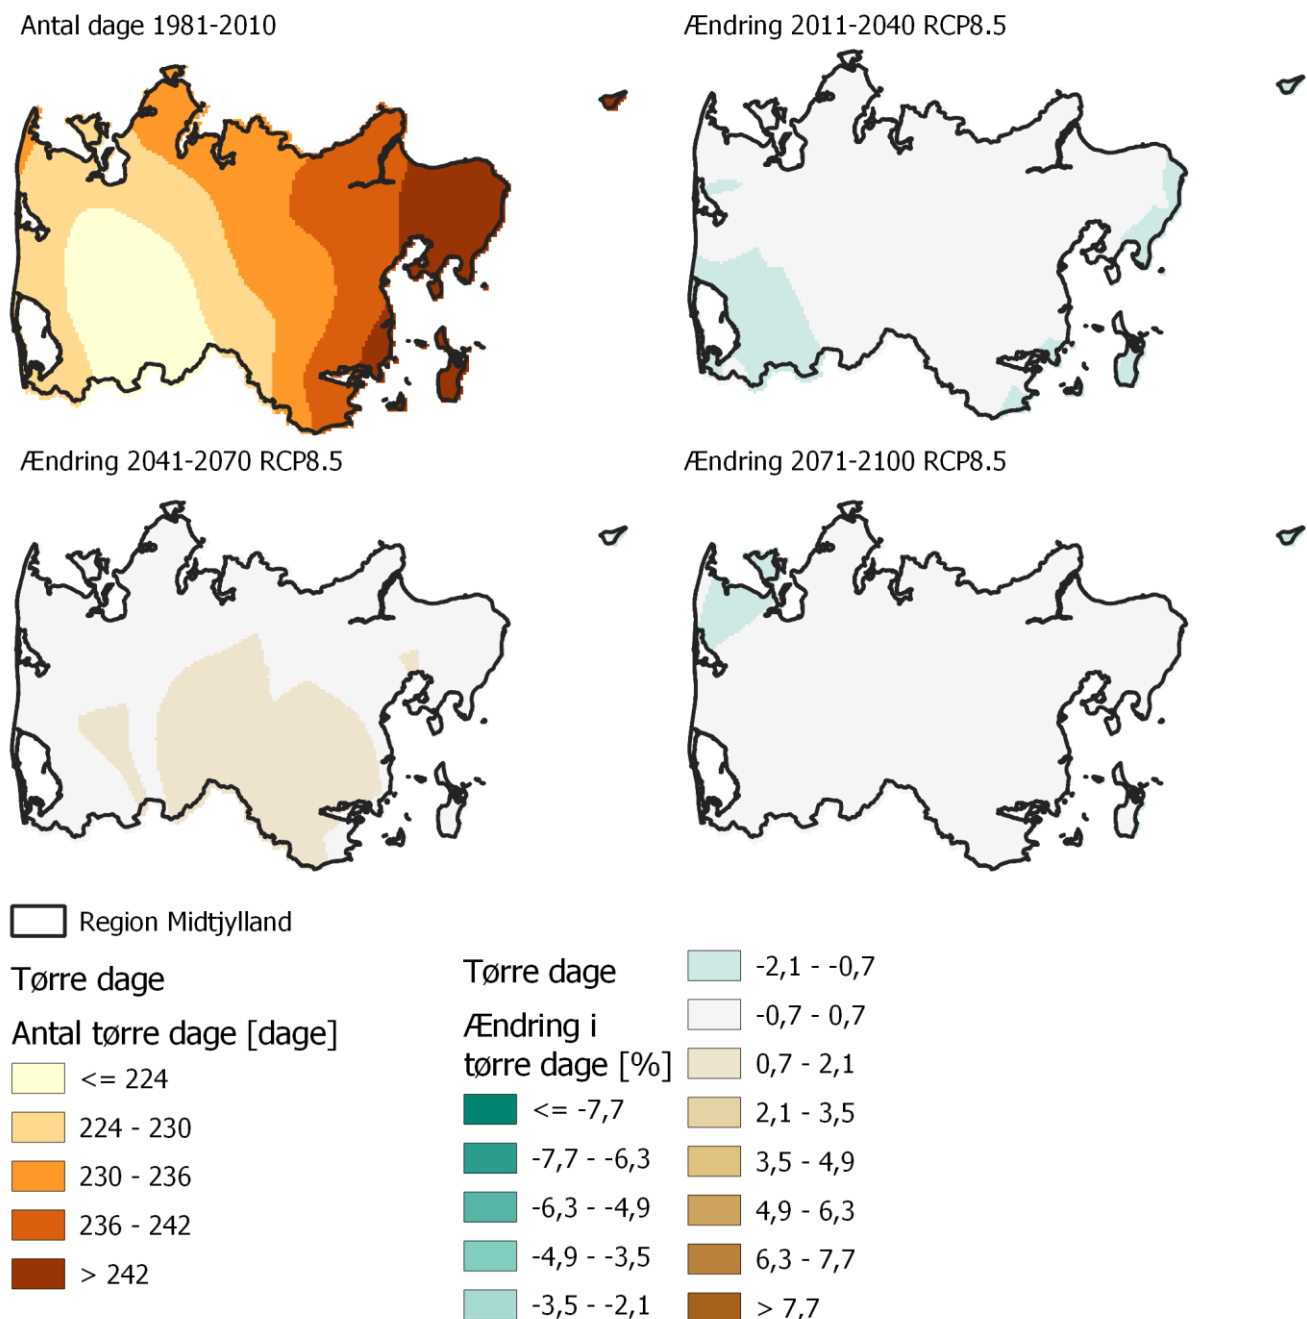 Antal dage 1981-2010
Ændring 2011-2040 RCP8.5
Ændring 2041-2070 RCP8.5
Ændring 2071-2100 RCP8.5
Region Midtjylland
Tørre dage
Antal tørre dage [dage]
<= 224
224 - 230
230 - 236
236 - 242
> 242
Tørre dage
Ændring i
tørre dage [%]
<= -7,7
-7,7 - -6,3
-6,3 - -4,9
-4,9 - -3,5
-3,5 - -2,1
-2,1 - -0,7
-0,7 - 0,7
0,7 - 2,1
2,1 - 3,5
3,5 - 4,9
4,9 - 6,3
6,3 - 7,7
> 7,7